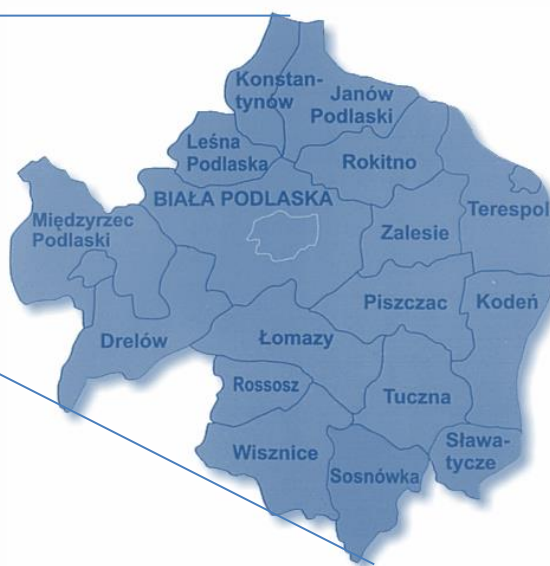 Konstan-
tynów
Janów
Podlaski
Leśna
Podlaska
Rokitno
BIAŁA PODLASKA
Terespol
Międzyrzec
Podlaski
Zalesie
Piszczac
Kodeń
Drelów
Łomazy
Rossosz
Tuczna
Wisznice
Sława-
tycze
Sosnówka